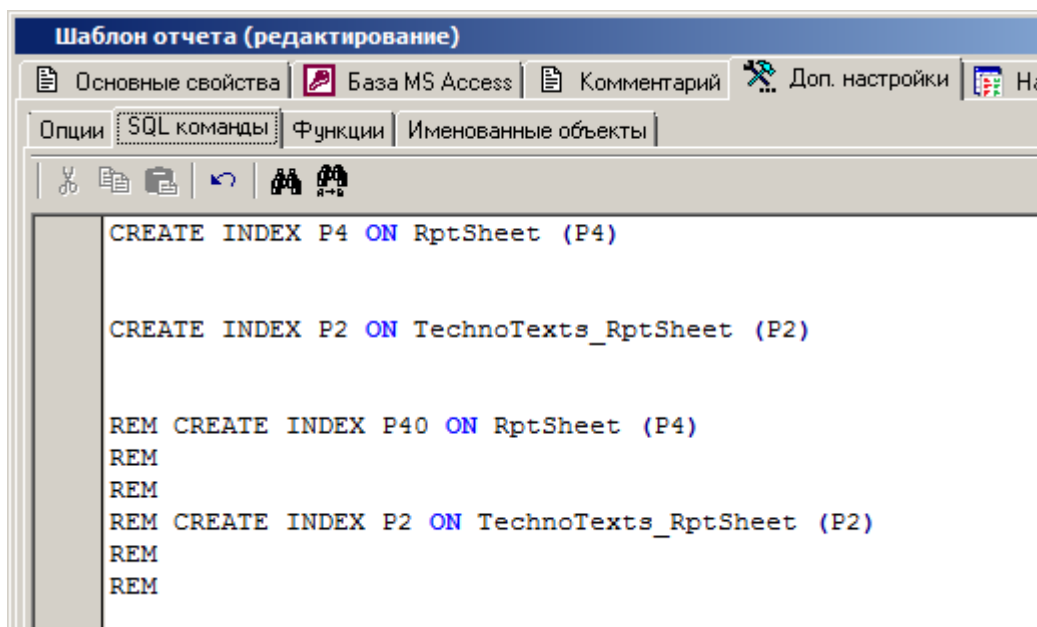 Шаблон отчета (редактирование)
Основные свойства База MS Access Комментарий Доп. настройки
Опции SQL команды Функции Именованные объекты
CREATE INDEX P4 ON RptSheet (P4)
CREATE INDEX P2 ON TechnoTexts_RptSheet (P2)
REM CREATE INDEX P40 ON RptSheet (P4)
REM
REM
REM CREATE INDEX P2 ON TechnoTexts_RptSheet (P2)
REM
REM